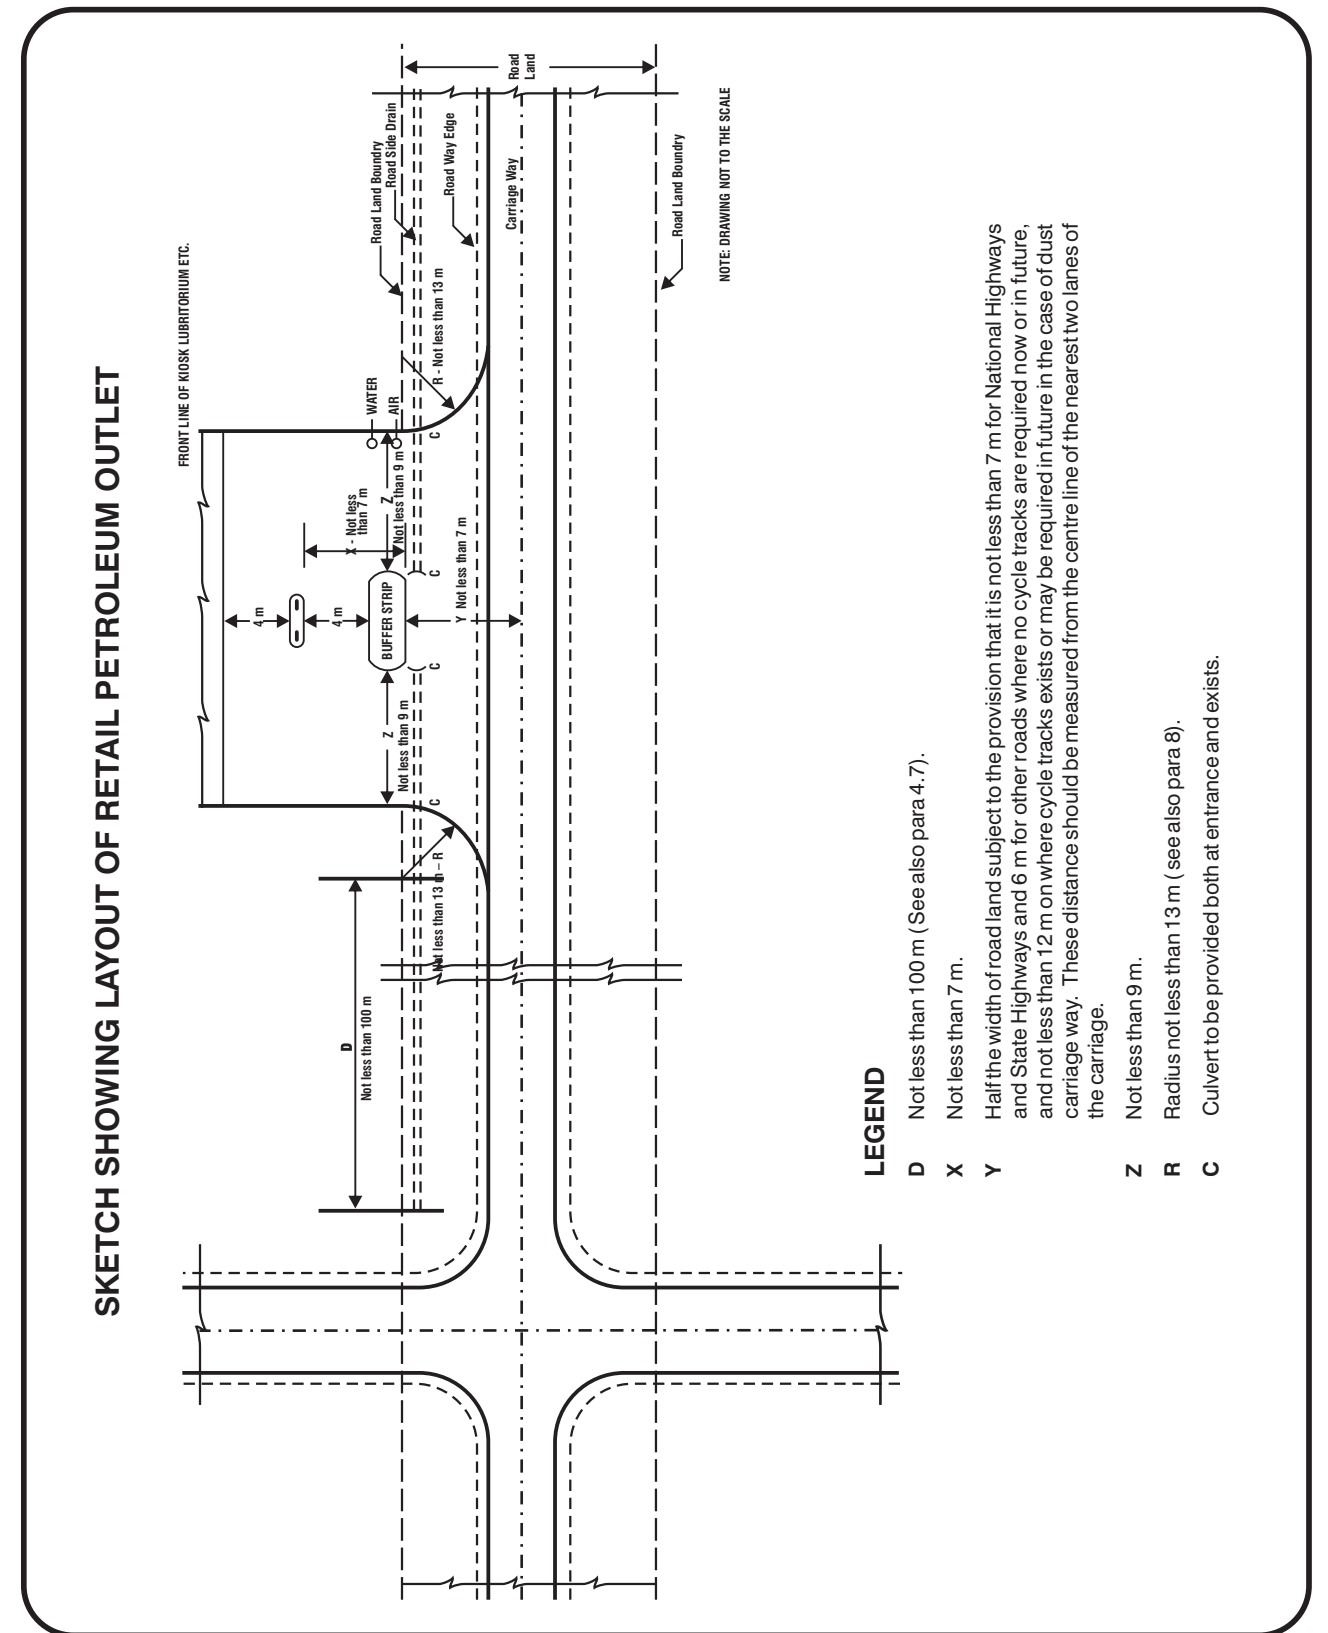 SKETCH SHOWING LAYOUT OF RETAIL PETROLEUM OUTLET
FRONT LINE OF KIOSK LUBRITORIUM ETC.
4 m
4 m
BUFFER STRIP
X - Not less
than 7 m
WATER
AIR
Z
Not less than 9 m
Z
Not less than 9 m
C
C
C
C
Y Not less than 7 m
R - Not less than 13 m
Not less than 13 m – R
D
Not less than 100 m
Road Land Boundry
Road Side Drain
Road Way Edge
Carriage Way
Road
Land
Road Land Boundry
NOTE: DRAWING NOT TO THE SCALE
LEGEND
D Not less than 100 m ( See also para 4.7).
X Not less than 7 m.
Y Half the width of road land subject to the provision that it is not less than 7 m for National Highways
and State Highways and 6 m for other roads where no cycle tracks are required now or in future,
and not less than 12 m on where cycle tracks exists or may be required in future in the case of dust
carriage way. These distance should be measured from the centre line of the nearest two lanes of
the carriage.
Z Not less than 9 m.
R Radius not less than 13 m ( see also para 8).
C Culvert to be provided both at entrance and exists.